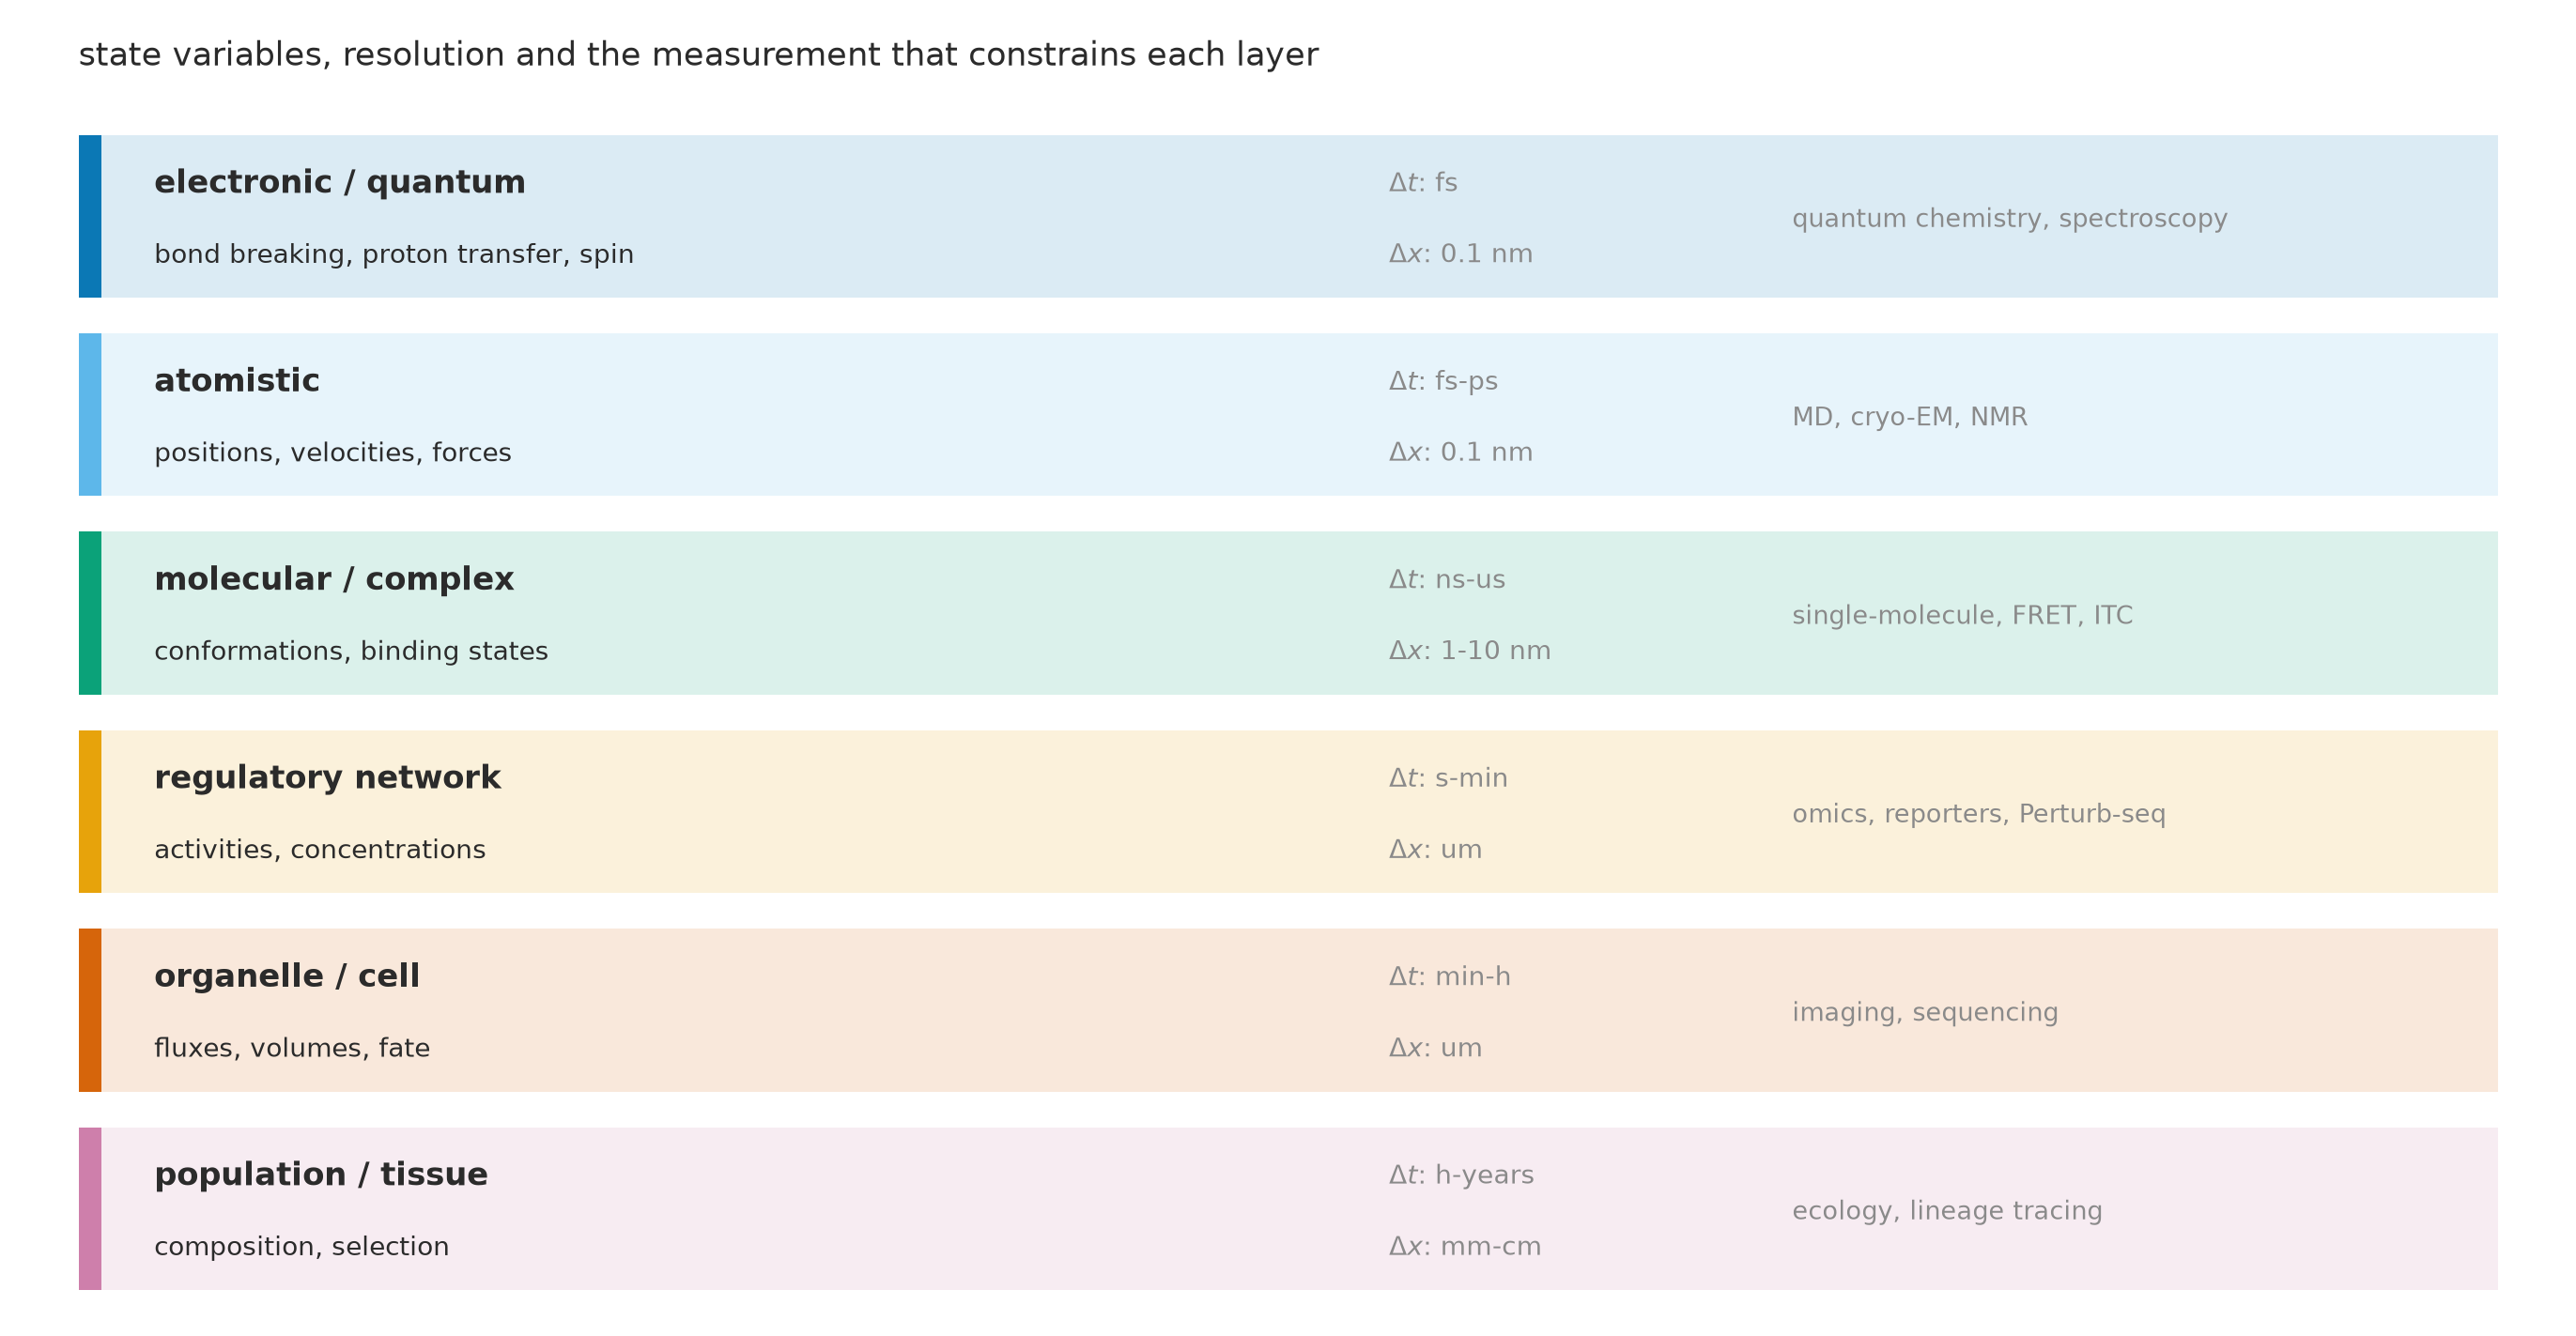 state variables, resolution and the measurement that constrains each layer
electronic / quantum
bond breaking, proton transfer, spin
Δt: fs
Δx: 0.1 nm
quantum chemistry, spectroscopy
atomistic
positions, velocities, forces
Δt: fs-ps
Δx: 0.1 nm
MD, cryo-EM, NMR
molecular / complex
conformations, binding states
Δt: ns-us
Δx: 1-10 nm
single-molecule, FRET, ITC
regulatory network
activities, concentrations
Δt: s-min
Δx: um
omics, reporters, Perturb-seq
organelle / cell
fluxes, volumes, fate
Δt: min-h
Δx: um
imaging, sequencing
population / tissue
composition, selection
Δt: h-years
Δx: mm-cm
ecology, lineage tracing